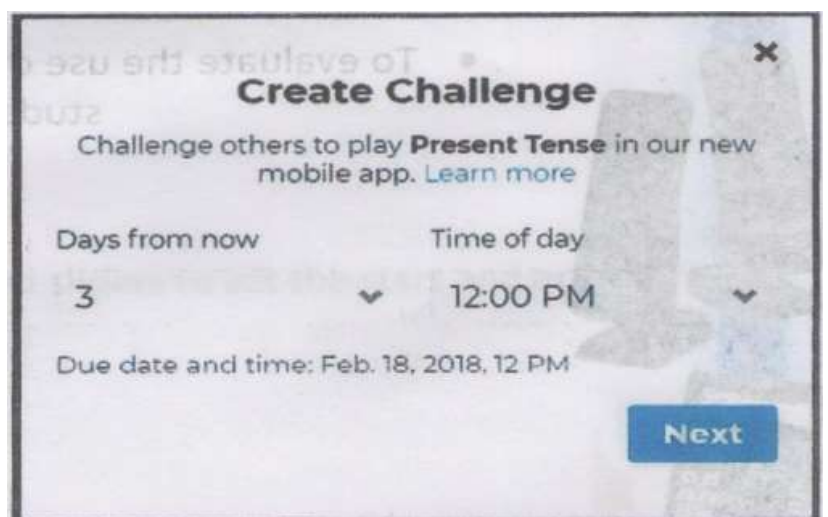 Create Challenge
Challenge others to play Present Tense in our new
mobile app. Learn more
Days from now
Time of day
3
12:00 PM
Due date and time: Feb. 18, 2018, 12 PM
Next